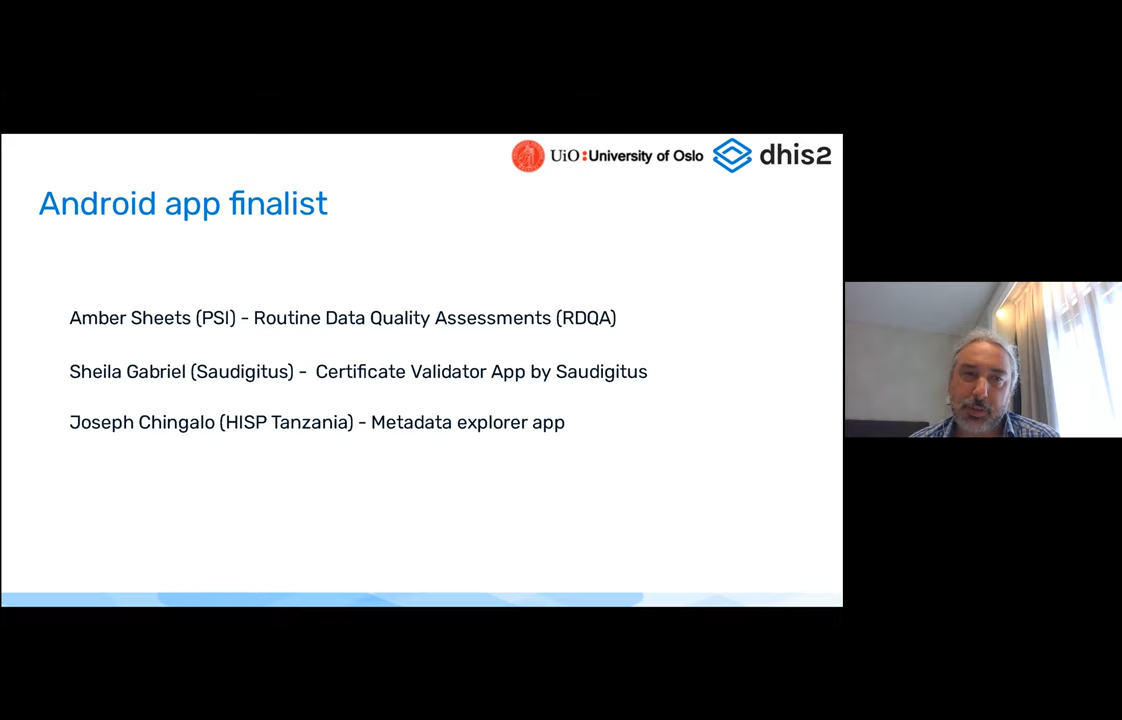 UiO:University of Oslo
dhis2
Android app finalist
Amber Sheets (PSI) - Routine Data Quality Assessments (RDQA)
Sheila Gabriel (Saudigitus) - Certificate Validator App by Saudigitus
Joseph Chingalo (HISP Tanzania) - Metadata explorer app